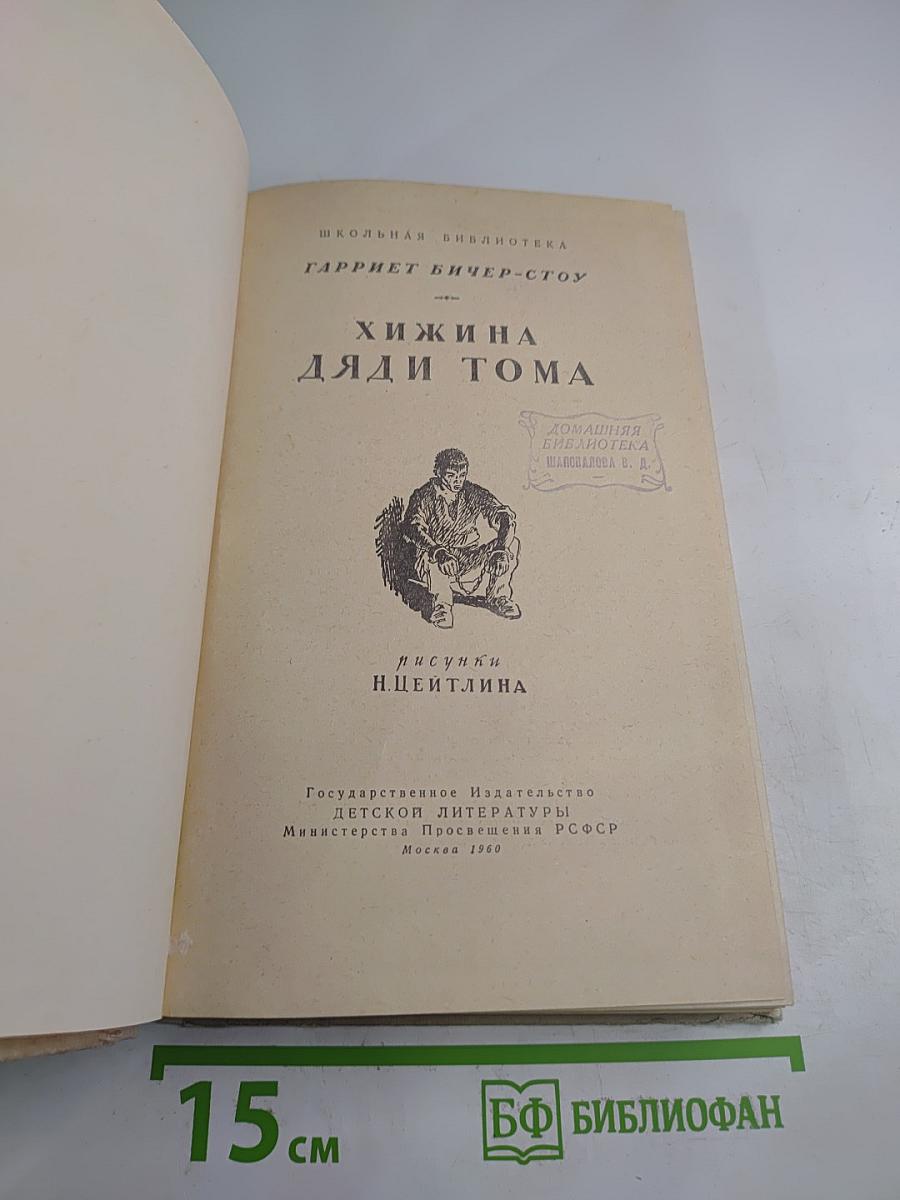 ШКОЛЬНАЯ БИБЛИОТЕКА
ГАРРИЕТ БИЧЕР-СТОУ
ХИЖИНА
ДЯДИ ТОМА
ДОМАШНЯЯ
БИБЛИОТЕКА
ШАПОВАЛОВА В. Д.
рисунки
Н. ЦЕЙТЛИНА
Государственное Издательство
ДЕТСКОЙ ЛИТЕРАТУРЫ
Министерства Просвещения РСФСР
Москва 1960
15 см
БФ БИБЛИОФАН